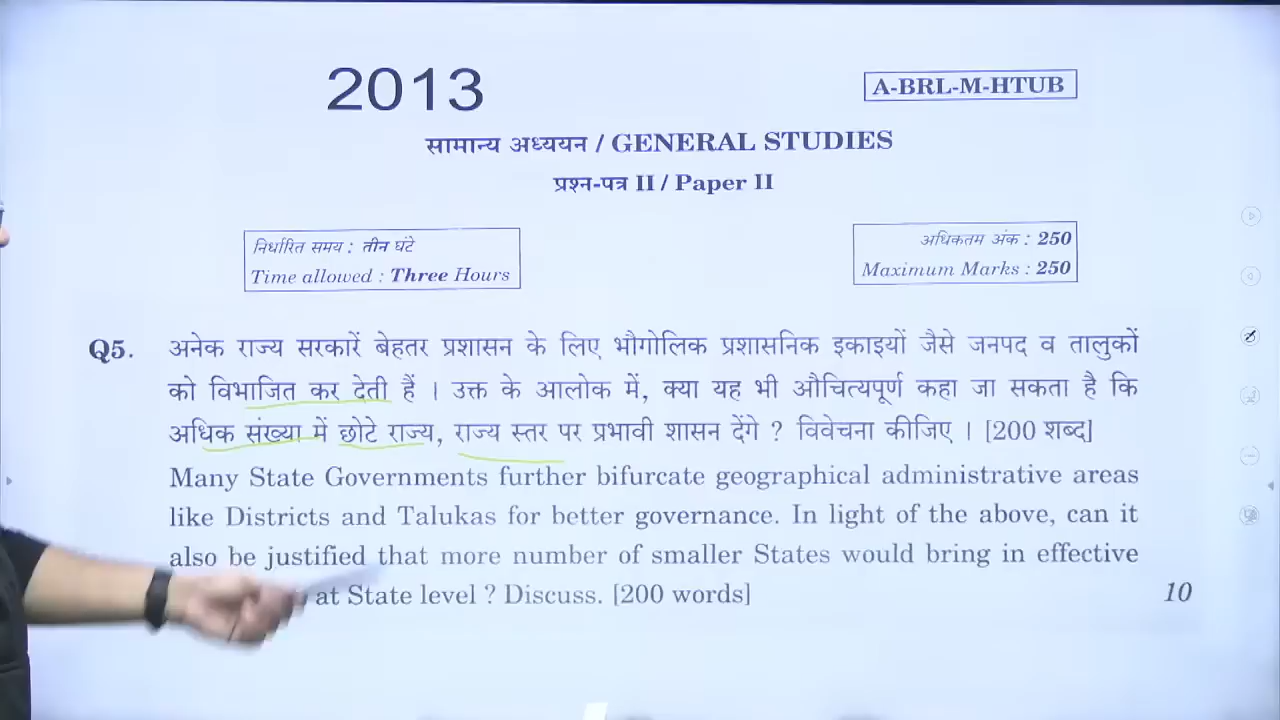 2013
A-BRL-M-HTUB
सामान्य अध्ययन / GENERAL STUDIES
प्रश्न-पत्र II / Paper II
निर्धारित समय : तीन घंटे
Time allowed : Three Hours
अधिकतम अंक : 250
Maximum Marks : 250
Q5. अनेक राज्य सरकारें बेहतर प्रशासन के लिए भौगोलिक प्रशासनिक इकाइयों जैसे जनपद व तालुकों
को विभाजित कर देती हैं । उक्त के आलोक में, क्या यह भी औचित्यपूर्ण कहा जा सकता है कि
अधिक संख्या में छोटे राज्य, राज्य स्तर पर प्रभावी शासन देंगे ? विवेचना कीजिए । [200 शब्द]
Many State Governments further bifurcate geographical administrative areas
like Districts and Talukas for better governance. In light of the above, can it
also be justified that more number of smaller States would bring in effective
at State level ? Discuss. [200 words] 10